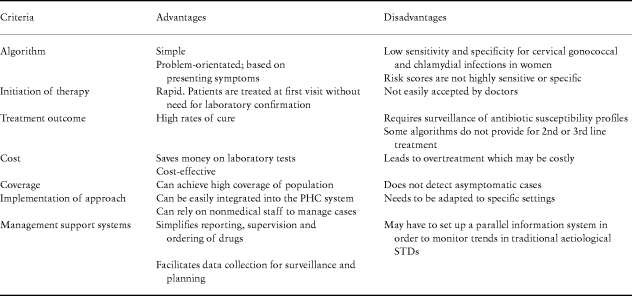 Criteria Advantages Disadvantages
Algorithm Simple Low sensitivity and specificity for cervical gonococcal
Problem-orientated; based on and chlamydial infections in women
presenting symptoms Risk scores are not highly sensitive or specific
Initiation of therapy Rapid. Patients are treated at first visit without Not easily accepted by doctors
need for laboratory confirmation
Treatment outcome High rates of cure Requires surveillance of antibiotic susceptibility profiles
Some algorithms do not provide for 2nd or 3rd line
treatment
Cost Saves money on laboratory tests Leads to overtreatment which may be costly
Cost-effective
Coverage Can achieve high coverage of population Does not detect asymptomatic cases
Implementation of approach Can be easily integrated into the PHC system Needs to be adapted to specific settings
Can rely on nonmedical staff to manage cases
Management support systems Simplifies reporting, supervision and May have to set up a parallel information system in
ordering of drugs order to monitor trends in traditional aetiological
STDs
Facilitates data collection for surveillance and
planning